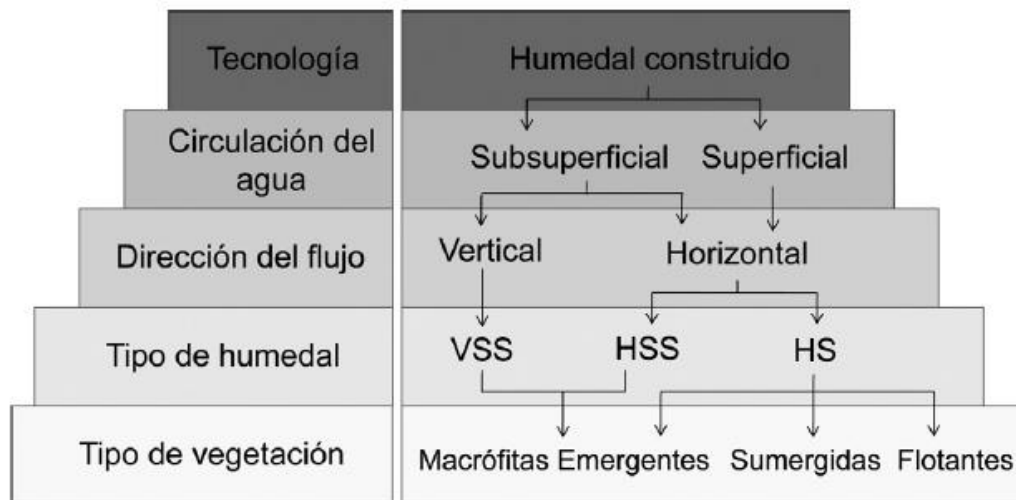 Tecnología
Humedal construido
Circulación del
agua
Subsuperficial
Superficial
Dirección del flujo
Vertical
Horizontal
Tipo de humedal
VSS
HSS
HS
Tipo de vegetación
Macrófitas Emergentes
Sumergidas
Flotantes